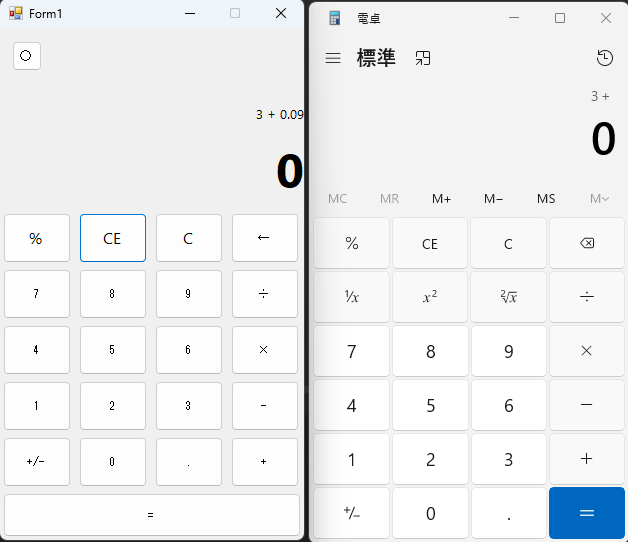 Form1
3 + 0.09
0
% CE C ←
7 8 9 ÷
4 5 6 ×
1 2 3 -
+/- 0 . +
=
電卓
標準
3 +
0
MC MR M+ M− MS M
% CE C
¹/x x² ²√x ÷
7 8 9 ×
4 5 6 −
1 2 3 +
+/− 0 . =